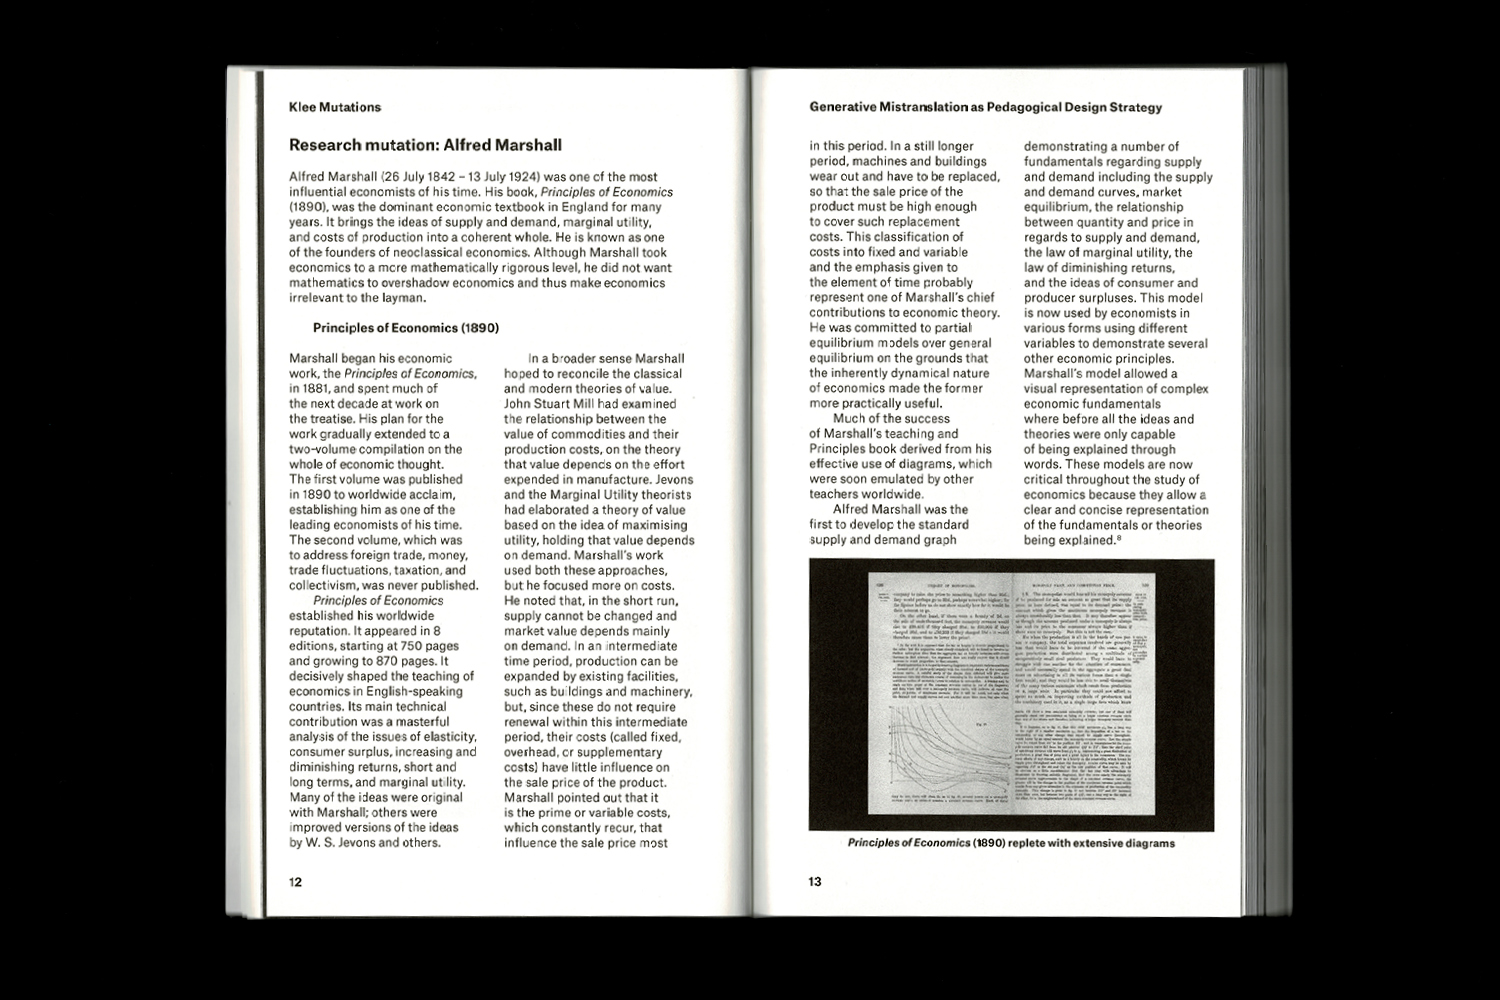 Klee Mutations
Research mutation: Alfred Marshall
Alfred Marshall (26 July 1842 – 13 July 1924) was one of the most
influential economists of his time. His book, Principles of Economics
(1890), was the dominant economic textbook in England for many
years. It brings the ideas of supply and demand, marginal utility,
and costs of production into a coherent whole. He is known as one
of the founders of neoclassical economics. Although Marshall took
economics to a more mathematically rigorous level, he did not want
mathematics to overshadow economics and thus make economics
irrelevant to the layman.
Principles of Economics (1890)
Marshall began his economic
work, the Principles of Economics,
in 1881, and spent much of
the next decade at work on
the treatise. His plan for the
work gradually extended to a
two-volume compilation on the
whole of economic thought.
The first volume was published
in 1890 to worldwide acclaim,
establishing him as one of the
leading economists of his time.
The second volume, which was
to address foreign trade, money,
trade fluctuations, taxation, and
collectivism, was never published.
Principles of Economics
established his worldwide
reputation. It appeared in 8
editions, starting at 750 pages
and growing to 870 pages. It
decisively shaped the teaching of
economics in English-speaking
countries. Its main technical
contribution was a masterful
analysis of the issues of elasticity,
consumer surplus, increasing and
diminishing returns, short and
long terms, and marginal utility.
Many of the ideas were original
with Marshall; others were
improved versions of the ideas
by W. S. Jevons and others.
In a broader sense Marshall
hoped to reconcile the classical
and modern theories of value.
John Stuart Mill had examined
the relationship between the
value of commodities and their
production costs, on the theory
that value depends on the effort
expended in manufacture. Jevons
and the Marginal Utility theorists
had elaborated a theory of value
based on the idea of maximising
utility, holding that value depends
on demand. Marshall's work
used both these approaches,
but he focused more on costs.
He noted that, in the short run,
supply cannot be changed and
market value depends mainly
on demand. In an intermediate
time period, production can be
expanded by existing facilities,
such as buildings and machinery,
but, since these do not require
renewal within this intermediate
period, their costs (called fixed,
overhead, or supplementary
costs) have little influence on
the sale price of the product.
Marshall pointed out that it
is the prime or variable costs,
which constantly recur, that
influence the sale price most
12
Generative Mistranslation as Pedagogical Design Strategy
in this period. In a still longer
period, machines and buildings
wear out and have to be replaced,
so that the sale price of the
product must be high enough
to cover such replacement
costs. This classification of
costs into fixed and variable
and the emphasis given to
the element of time probably
represent one of Marshall's chief
contributions to economic theory.
He was committed to partial
equilibrium models over general
equilibrium on the grounds that
the inherently dynamical nature
of economics made the former
more practically useful.
Much of the success
of Marshall's teaching and
Principles book derived from his
effective use of diagrams, which
were soon emulated by other
teachers worldwide.
Alfred Marshall was the
first to develop the standard
supply and demand graph
demonstrating a number of
fundamentals regarding supply
and demand including the supply
and demand curves, market
equilibrium, the relationship
between quantity and price in
regards to supply and demand,
the law of marginal utility, the
law of diminishing returns,
and the ideas of consumer and
producer surpluses. This model
is now used by economists in
various forms using different
variables to demonstrate several
other economic principles.
Marshall's model allowed a
visual representation of complex
economic fundamentals
where before all the ideas and
theories were only capable
of being explained through
words. These models are now
critical throughout the study of
economics because they allow a
clear and concise representation
of the fundamentals or theories
being explained.⁸
Principles of Economics (1890) replete with extensive diagrams
13